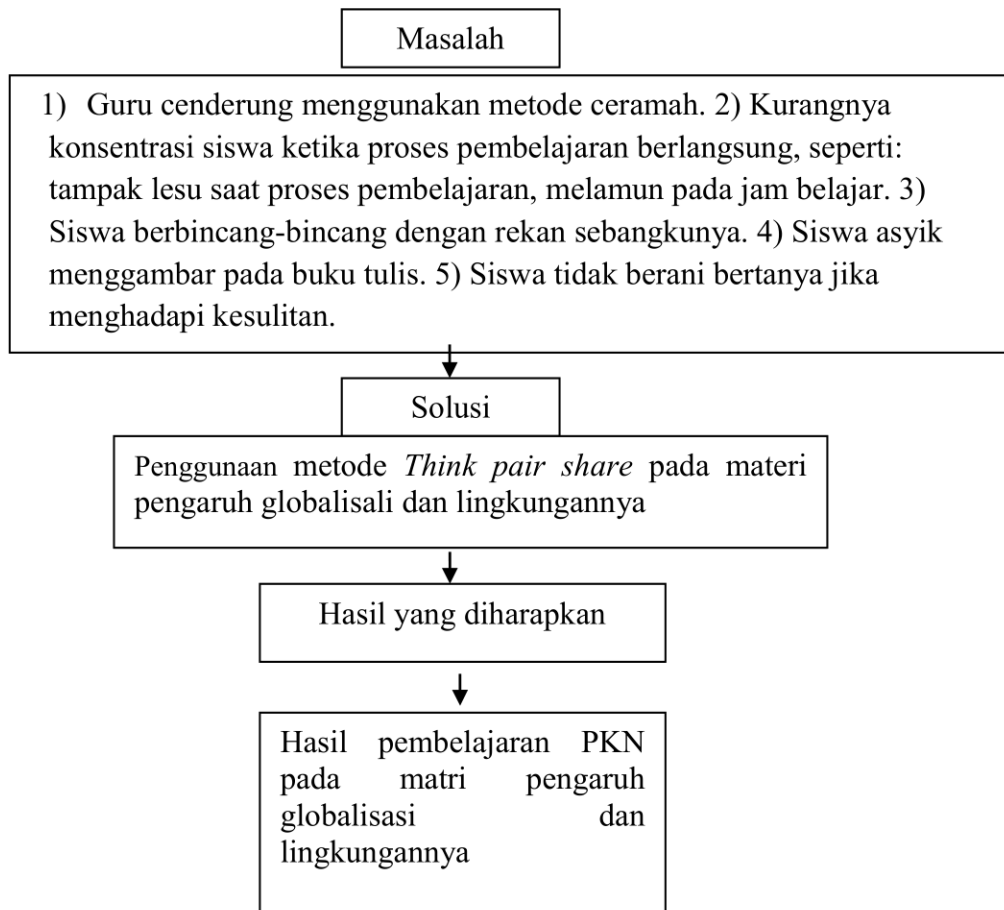 Masalah
1) Guru cenderung menggunakan metode ceramah. 2) Kurangnya
konsentrasi siswa ketika proses pembelajaran berlangsung, seperti:
tampak lesu saat proses pembelajaran, melamun pada jam belajar. 3)
Siswa berbincang-bincang dengan rekan sebangkunya. 4) Siswa asyik
menggambar pada buku tulis. 5) Siswa tidak berani bertanya jika
menghadapi kesulitan.
Solusi
Penggunaan metode Think pair share pada materi
pengaruh globalisali dan lingkungannya
Hasil yang diharapkan
Hasil pembelajaran PKN
pada matri pengaruh
globalisasi dan
lingkungannya